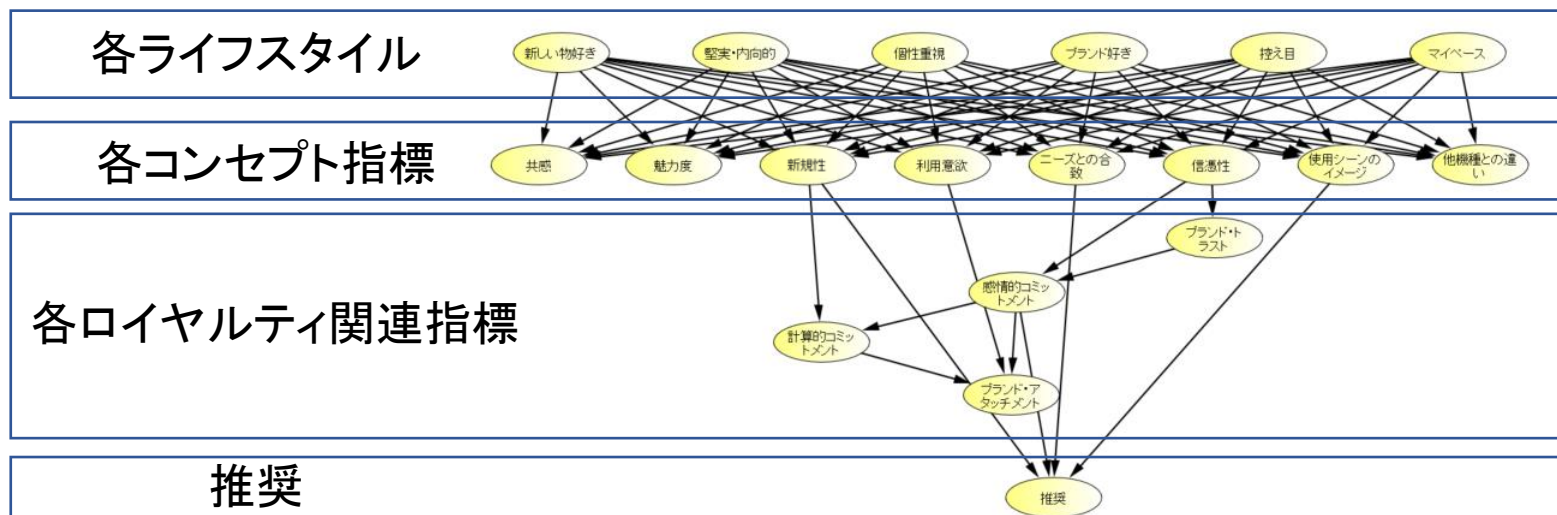 各ライフスタイル
新しい物好き
堅実・内向的
個性重視
ブランド好き
控え目
マイペース
各コンセプト指標
共感
魅力度
新規性
利用意欲
ニーズとの合
致
信憑性
使用シーンの
イメージ
他機種との違
い
各ロイヤルティ関連指標
ブランド・ト
ラスト
感情的コミッ
トメント
計算的コミッ
トメント
ブランド・ア
タッチメント
推奨
推奨